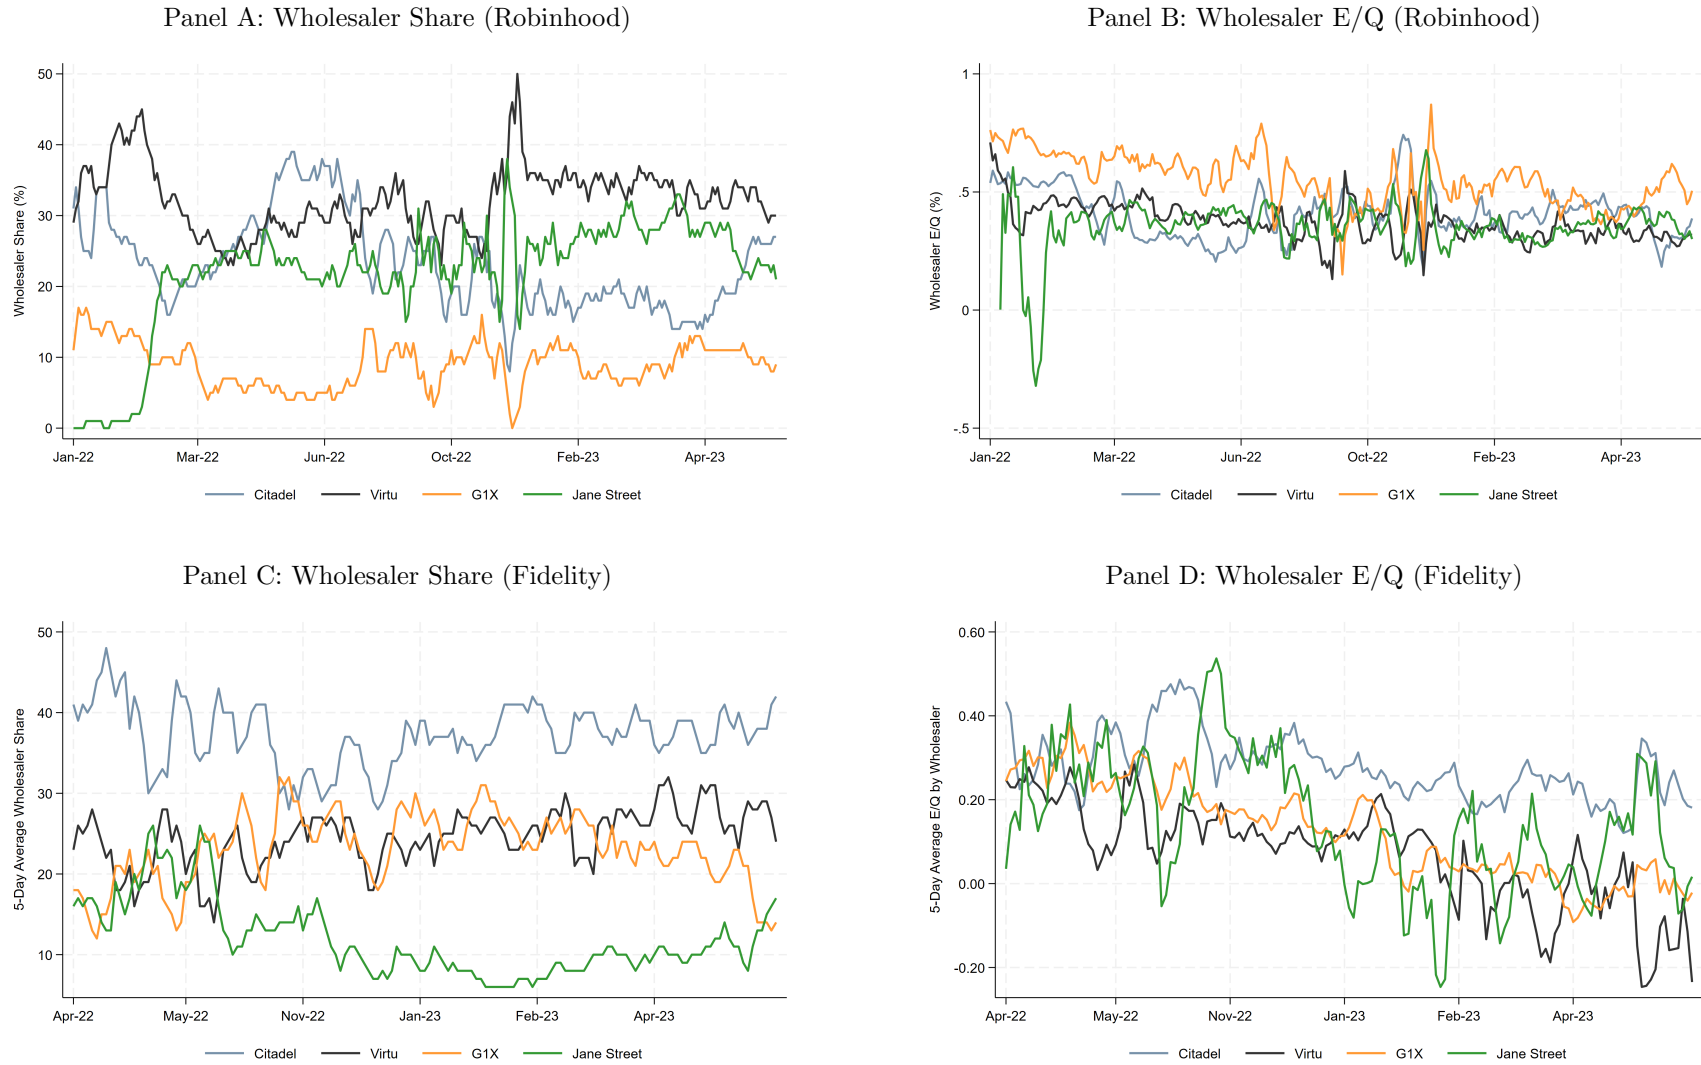 Panel A: Wholesaler Share (Robinhood)
Wholesaler Share (%)
50
40
30
20
10
0
Jan-22 Mar-22 Jun-22 Oct-22 Feb-23 Apr-23
Citadel Virtu G1X Jane Street
Panel B: Wholesaler E/Q (Robinhood)
Wholesaler E/Q (%)
1
.5
0
-.5
Jan-22 Mar-22 Jun-22 Oct-22 Feb-23 Apr-23
Citadel Virtu G1X Jane Street
Panel C: Wholesaler Share (Fidelity)
5-Day Average Wholesaler Share
50
40
30
20
10
Apr-22 May-22 Nov-22 Jan-23 Feb-23 Apr-23
Citadel Virtu G1X Jane Street
Panel D: Wholesaler E/Q (Fidelity)
5-Day Average E/Q by Wholesaler
0.60
0.40
0.20
0.00
-0.20
Apr-22 May-22 Nov-22 Jan-23 Feb-23 Apr-23
Citadel Virtu G1X Jane Street